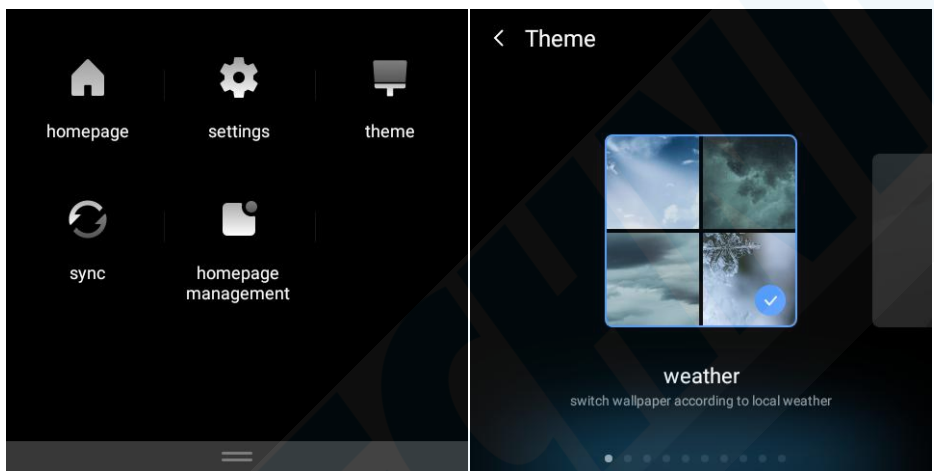 homepage
settings
theme
sync
homepage
management
Theme
weather
switch wallpaper according to local weather